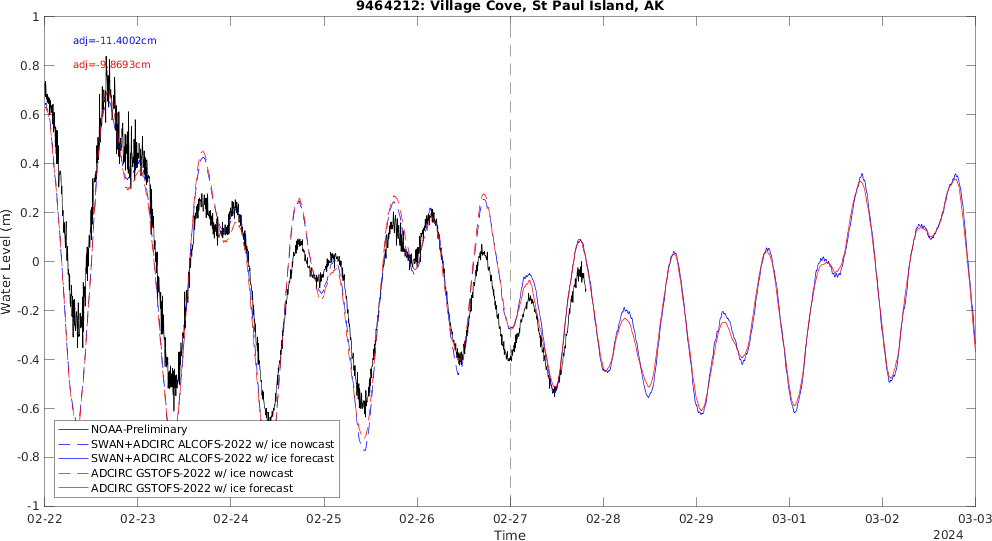 9464212: Village Cove, St Paul Island, AK
adj=-11.4002cm
adj=-9.8693cm
Water Level (m)
1
0.8
0.6
0.4
0.2
0
-0.2
-0.4
-0.6
-0.8
-1
NOAA-Preliminary
SWAN+ADCIRC ALCOFS-2022 w/ ice nowcast
SWAN+ADCIRC ALCOFS-2022 w/ ice forecast
ADCIRC GSTOFS-2022 w/ ice nowcast
ADCIRC GSTOFS-2022 w/ ice forecast
02-22 02-23 02-24 02-25 02-26 02-27 02-28 02-29 03-01 03-02 03-03
Time
2024